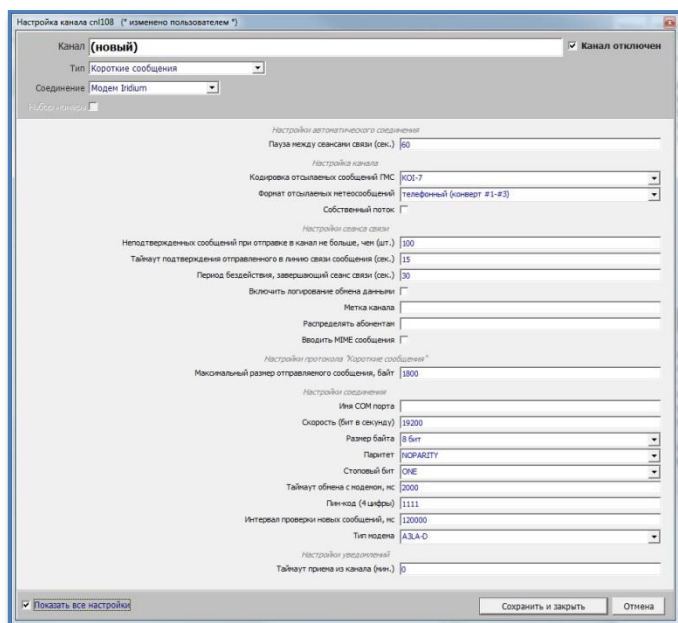 Настройка канала cnl108 (* изменено пользователем *)
Канал (новый) Канал отключен
Тип Короткие сообщения
Соединение Модем Iridium
Набор номера
Настройки автоматического соединения
Пауза между сеансами связи (сек.) 60
Настройка канала
Кодировка отсылаемых сообщений ГМС KOI-7
Формат отсылаемых метеосообщений телефонный (конверт #1-#3)
Собственный поток
Настройки сеанса связи
Неподтвержденных сообщений при отправке в канал не больше, чем (шт.) 100
Таймаут подтверждения отправленного в линию связи сообщения (сек.) 15
Период бездействия, завершающий сеанс связи (сек.) 30
Включить логирование обмена данными
Метка канала
Распределять абонентам
Вводить MIME сообщения
Настройки протокола "Короткие сообщения"
Максимальный размер отправляемого сообщения, байт 1800
Настройки соединения
Имя COM порта
Скорость (бит в секунду) 19200
Размер байта 8 бит
Паритет NOPARITY
Стоповый бит ONE
Таймаут обмена с модемом, мс 2000
Пин-код (4 цифры) 1111
Интервал проверки новых сообщений, мс 120000
Тип модема A3LA-D
Настройки уведомлений
Таймаут приема из канала (мин.) 0
Показать все настройки Сохранить и закрыть Отмена